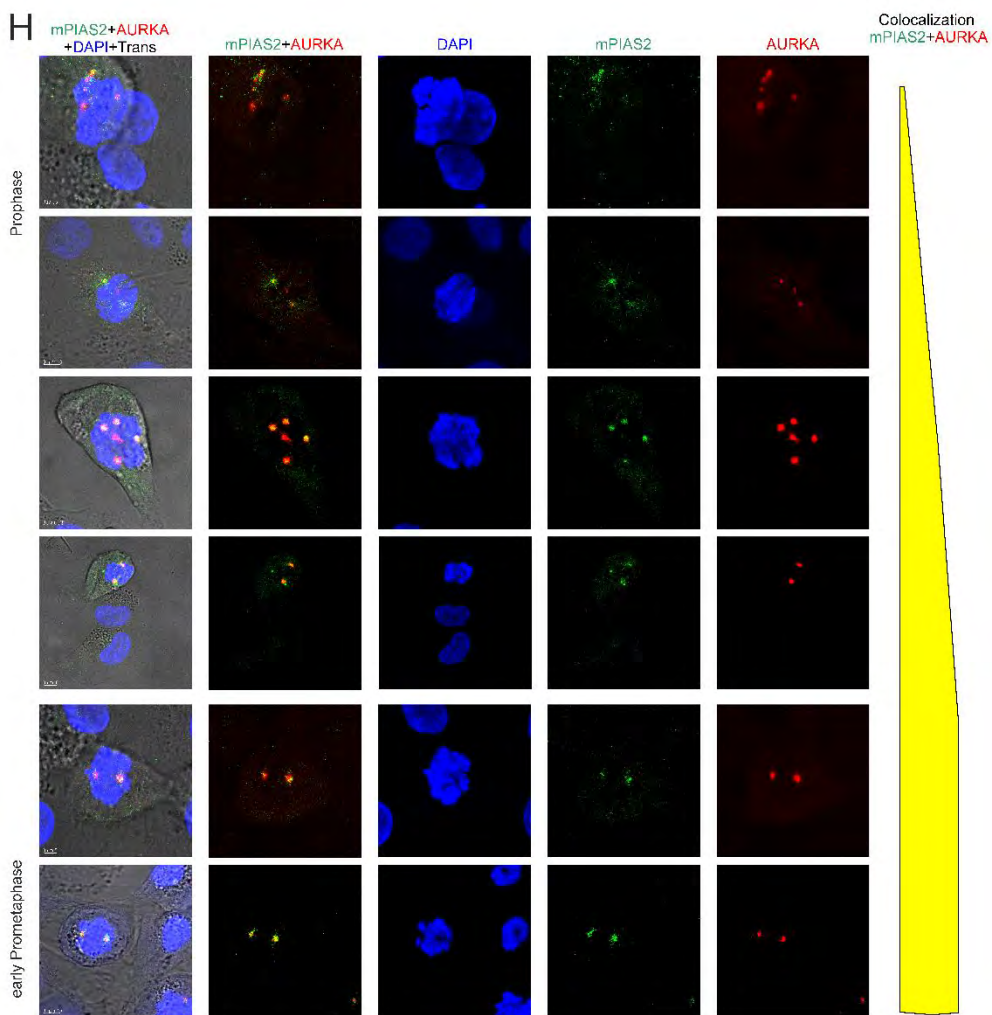 H
mPIAS2+AURKA
+DAPI+Trans
mPIAS2+AURKA
DAPI
mPIAS2
AURKA
Colocalization
mPIAS2+AURKA
Prophase
early Prometaphase